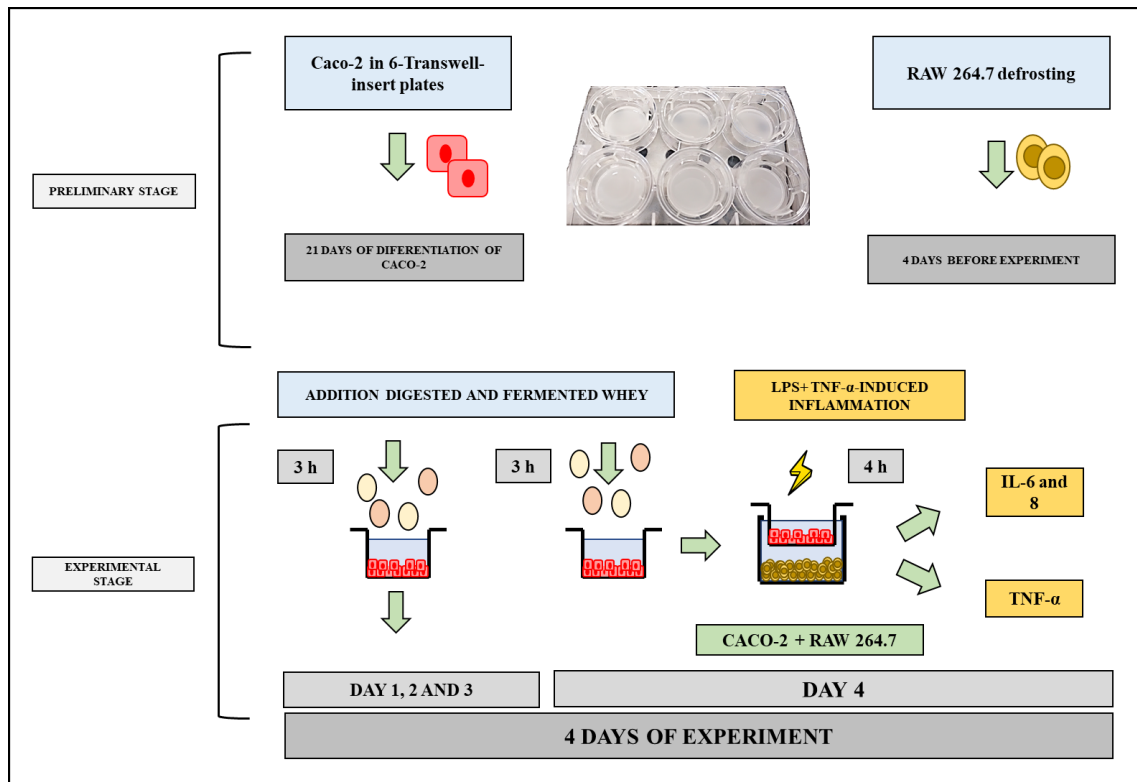 Caco-2 in 6-Transwell-
insert plates
RAW 264.7 defrosting
PRELIMINARY STAGE
21 DAYS OF DIFERENTIATION OF
CACO-2
4 DAYS BEFORE EXPERIMENT
ADDITION DIGESTED AND FERMENTED WHEY
LPS+ TNF-α-INDUCED
INFLAMMATION
3 h
3 h
4 h
IL-6 and
8
EXPERIMENTAL
STAGE
TNF-α
CACO-2 + RAW 264.7
DAY 1, 2 AND 3
DAY 4
4 DAYS OF EXPERIMENT